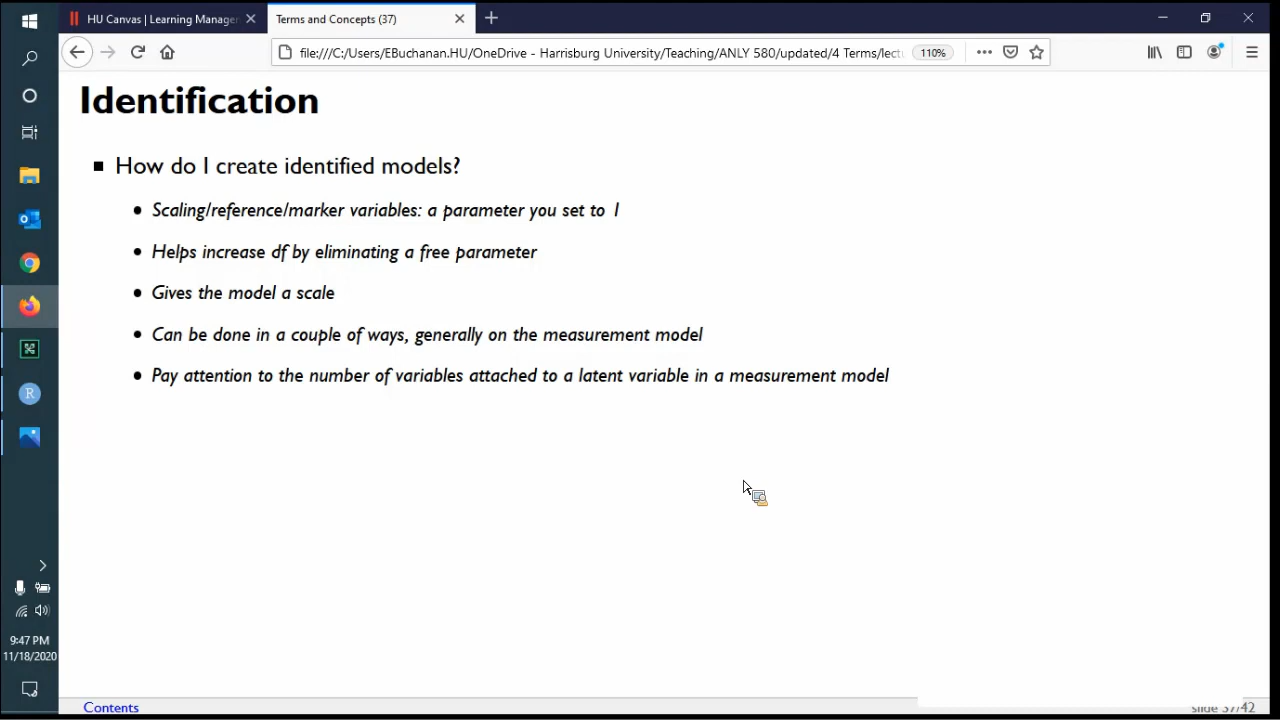 HU Canvas | Learning Manage
Terms and Concepts (37)
file:///C:/Users/EBuchanan.HU/OneDrive - Harrisburg University/Teaching/ANLY 580/updated/4 Terms/lect
110%
Identification
How do I create identified models?
Scaling/reference/marker variables: a parameter you set to 1
Helps increase df by eliminating a free parameter
Gives the model a scale
Can be done in a couple of ways, generally on the measurement model
Pay attention to the number of variables attached to a latent variable in a measurement model
R
9:47 PM
11/18/2020
Contents
slide 37/42